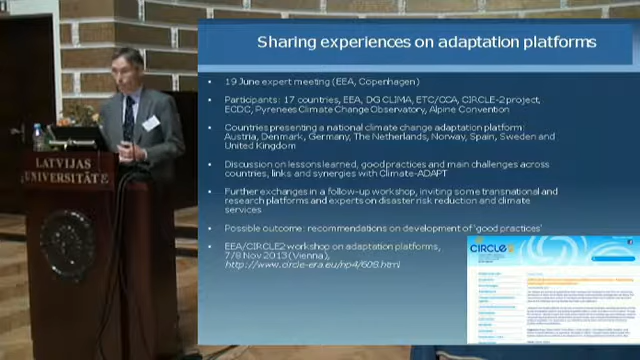 Sharing experiences on adaptation platforms
19 June expert meeting (EEA, Copenhagen)
Participants: 17 countries, EEA, DG CLIMA, ETC/CCA, CIRCLE-2 project,
ECDC, Pyrenees Climate Change Observatory, Alpine Convention
Countries presenting a national climate change adaptation platform:
Austria, Denmark, Germany, The Netherlands, Norway, Spain, Sweden and
United Kingdom
Discussion on lessons learned, good practices and main challenges across
countries, links and synergies with Climate-ADAPT
Further exchanges in a follow-up workshop, inviting some transnational and
research platforms and experts on disaster risk reduction and climate
services
Possible outcome: recommendations on development of 'good practices'
EEA/CIRCLE2 workshop on adaptation platforms,
7/8 Nov 2013 (Vienna),
http://www.circle-era.eu/np4/608.html
LATVIJAS
UNIVERSITĀTE
CIRCLE